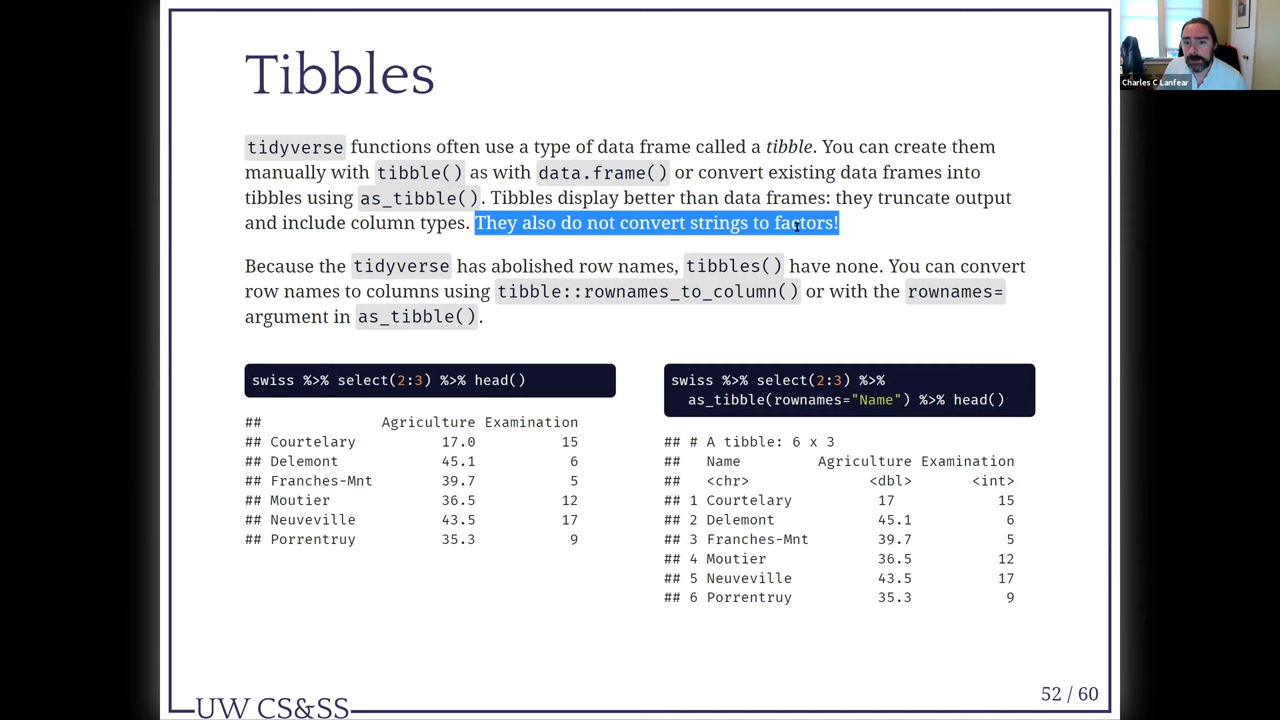 Tibbles
tidyverse functions often use a type of data frame called a tibble. You can create them
manually with tibble() as with data.frame() or convert existing data frames into
tibbles using as_tibble(). Tibbles display better than data frames: they truncate output
and include column types. They also do not convert strings to factors!
Because the tidyverse has abolished row names, tibbles() have none. You can convert
row names to columns using tibble::rownames_to_column() or with the rownames=
argument in as_tibble().
swiss %>% select(2:3) %>% head()
##             Agriculture Examination
## Courtelary         17.0          15
## Delemont           45.1           6
## Franches-Mnt       39.7           5
## Moutier            36.5          12
## Neuveville         43.5          17
## Porrentruy         35.3           9
swiss %>% select(2:3) %>%
  as_tibble(rownames="Name") %>% head()
## # A tibble: 6 x 3
##   Name         Agriculture Examination
##   <chr>              <dbl>       <int>
## 1 Courtelary          17            15
## 2 Delemont            45.1           6
## 3 Franches-Mnt        39.7           5
## 4 Moutier             36.5          12
## 5 Neuveville          43.5          17
## 6 Porrentruy          35.3           9
UW CS&SS
52 / 60
Charles C Lanfear